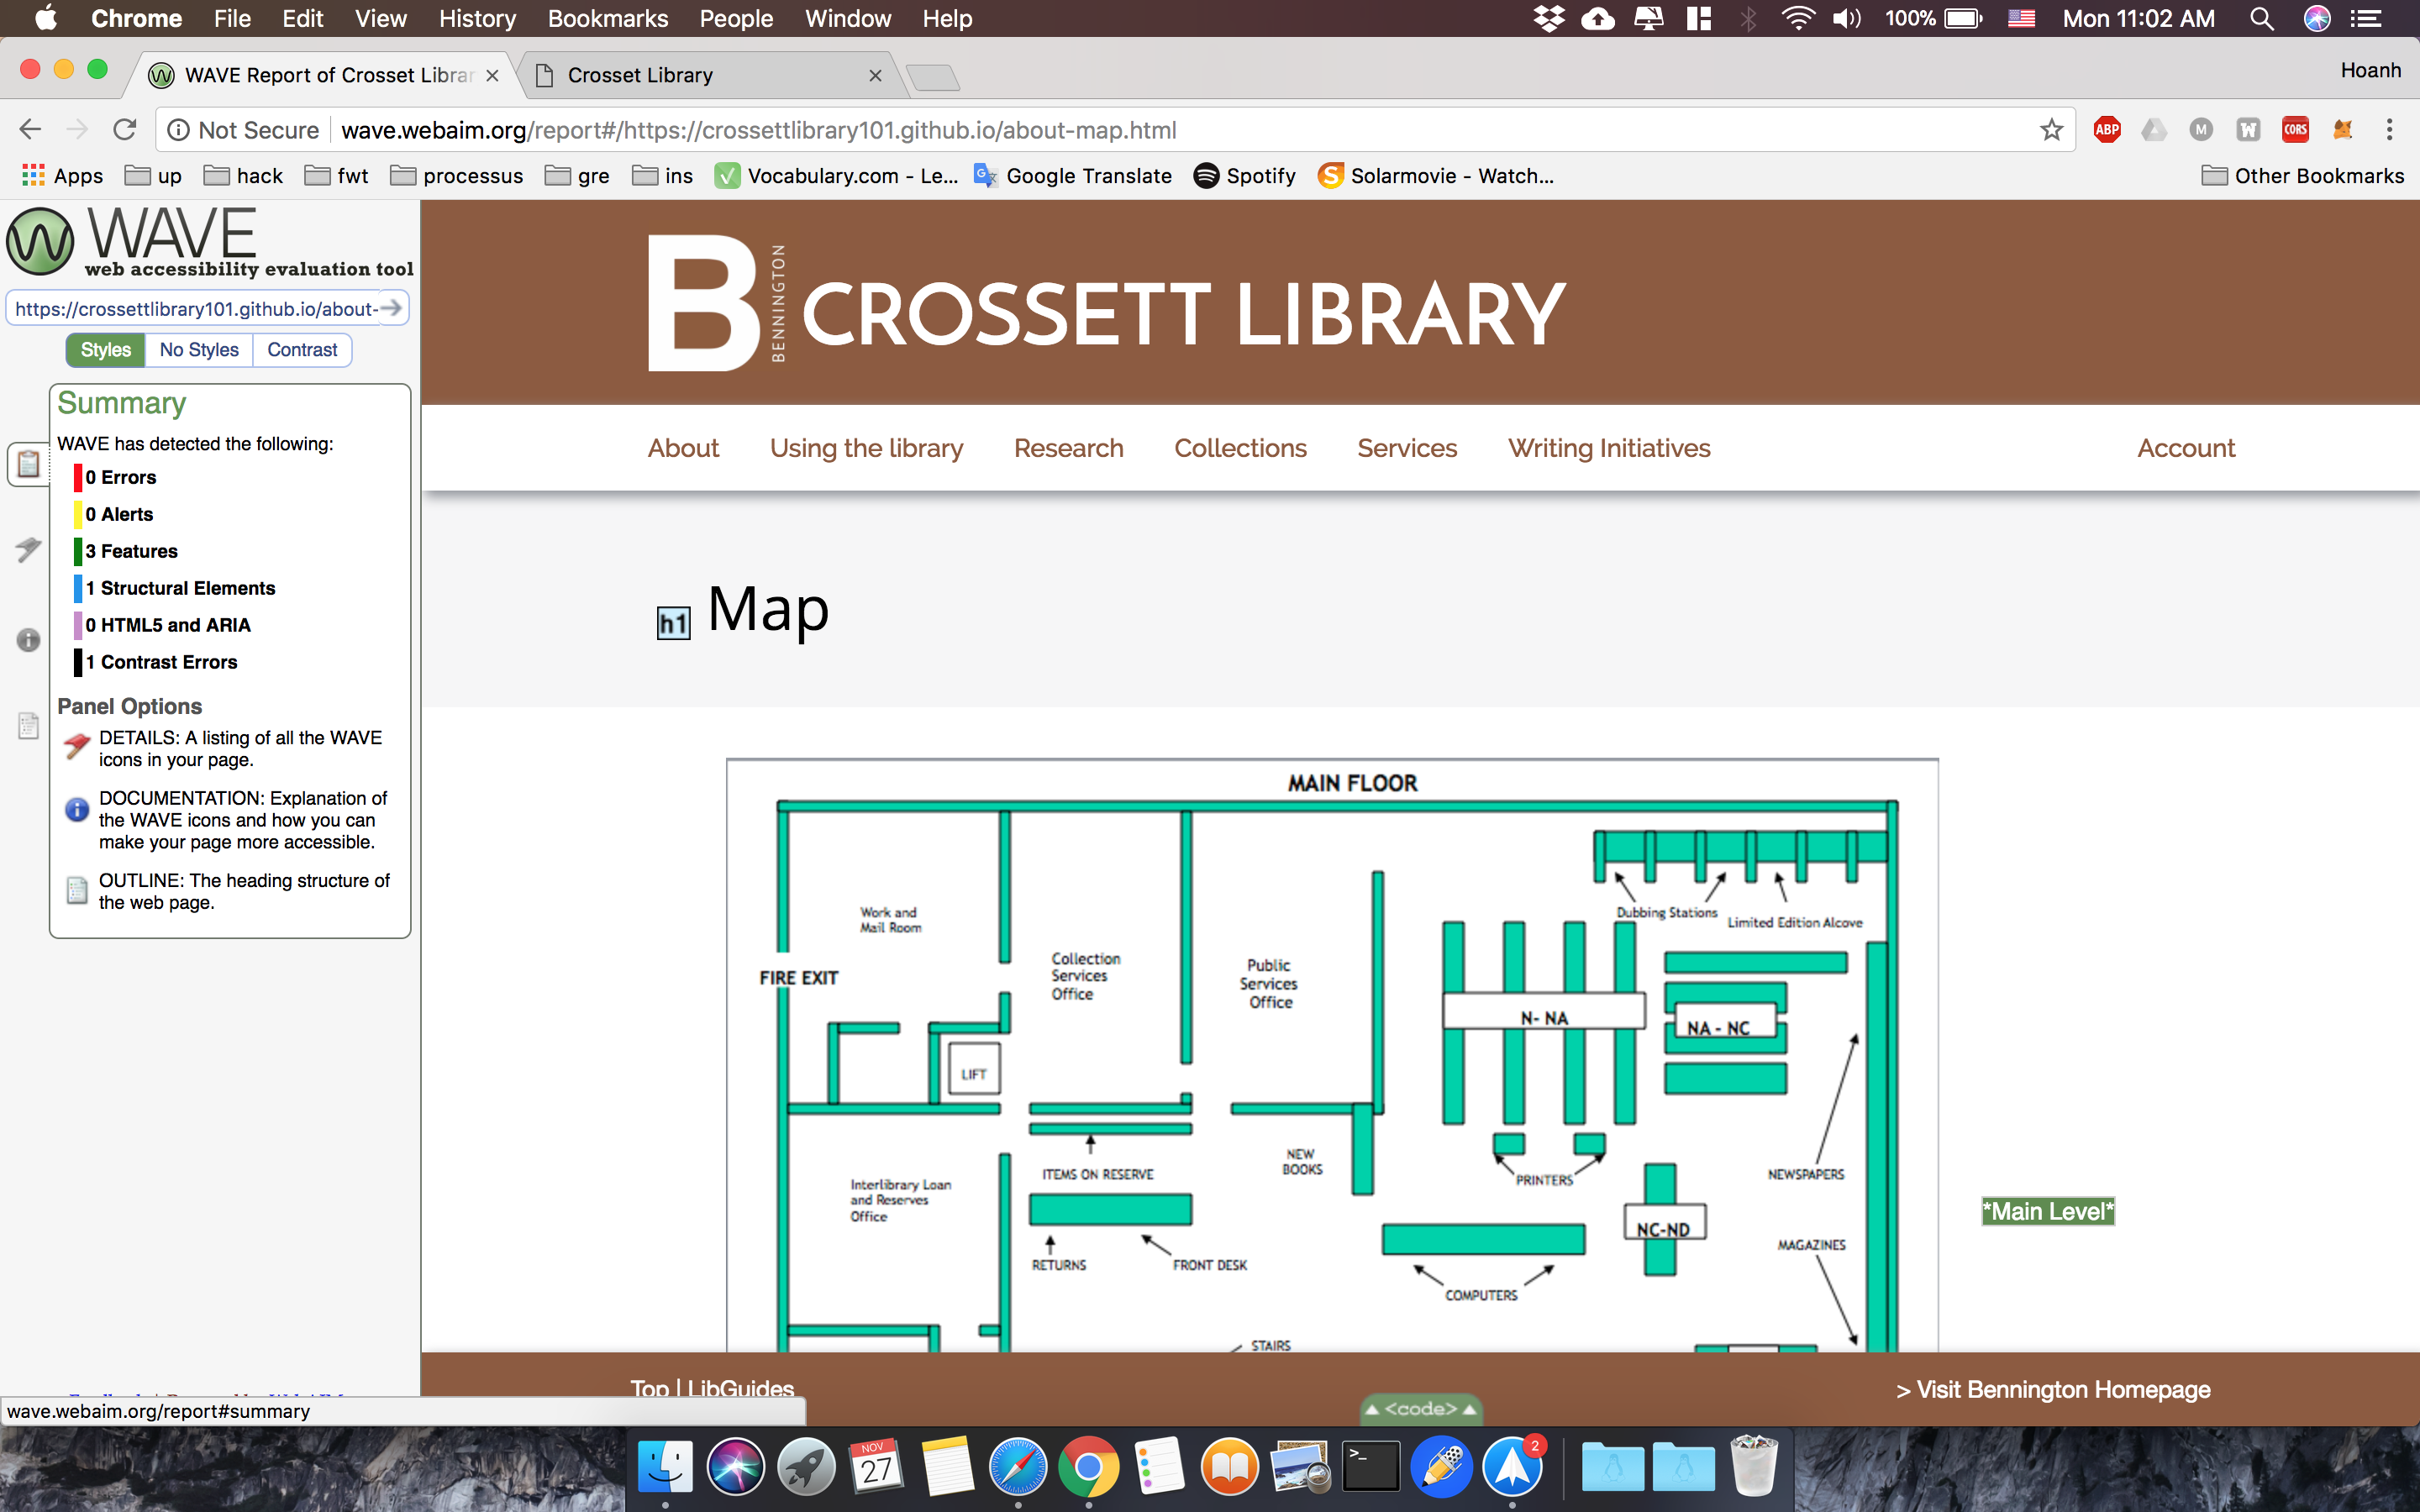 Chrome File Edit View History Bookmarks People Window Help 100% Mon 11:02 AM
WAVE Report of Crosset Librar Crosset Library Hoanh
Not Secure wave.webaim.org/report#/https://crossettlibrary101.github.io/about-map.html ABP M W CORS
Apps up hack fwt processus gre ins Vocabulary.com - Le... Google Translate Spotify Solarmovie - Watch... Other Bookmarks
WAVE
web accessibility evaluation tool
https://crossettlibrary101.github.io/about-
Styles No Styles Contrast
Summary
WAVE has detected the following:
0 Errors
0 Alerts
3 Features
1 Structural Elements
0 HTML5 and ARIA
1 Contrast Errors
Panel Options
DETAILS: A listing of all the WAVE
icons in your page.
DOCUMENTATION: Explanation of
the WAVE icons and how you can
make your page more accessible.
OUTLINE: The heading structure of
the web page.
wave.webaim.org/report#summary
B BENNINGTON CROSSETT LIBRARY
About Using the library Research Collections Services Writing Initiatives Account
h1 Map
MAIN FLOOR
Work and
Mail Room
FIRE EXIT
Collection
Services
Office
Public
Services
Office
Dubbing Stations
Limited Edition Alcove
N- NA
NA - NC
LIFT
ITEMS ON RESERVE
NEW
BOOKS
PRINTERS
NEWSPAPERS
Interlibrary Loan
and Reserves
Office
NC-ND
*Main Level*
RETURNS
FRONT DESK
COMPUTERS
MAGAZINES
STAIRS
Top | LibGuides
<code>
> Visit Bennington Homepage
NOV
27
>_
2